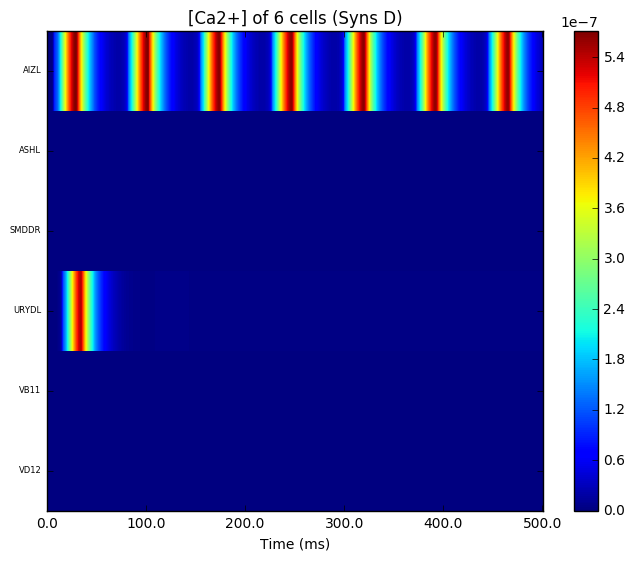 [Ca2+] of 6 cells (Syns D)
1e−7
AIZL
ASHL
SMDDR
URYDL
VB11
VD12
5.4
4.8
4.2
3.6
3.0
2.4
1.8
1.2
0.6
0.0
0.0 100.0 200.0 300.0 400.0 500.0
Time (ms)